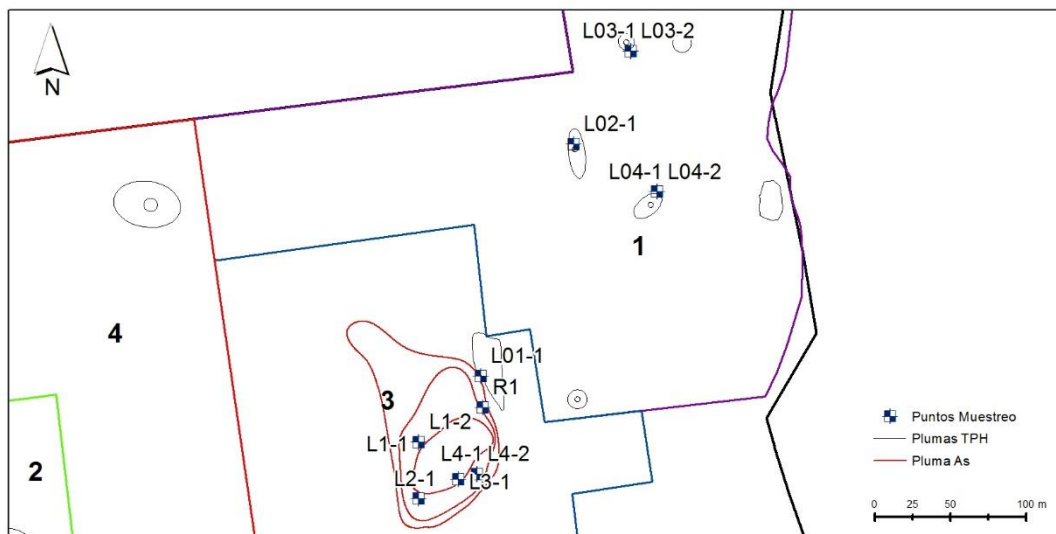 L03-1 L03-2
N
L02-1
L04-1 L04-2
1
4
L01-1
3
R1
L1-2
L1-1
L4-1 L4-2
2
L2-1
L3-1
Puntos Muestreo
Plumas TPH
Pluma As
0 25 50 100 m